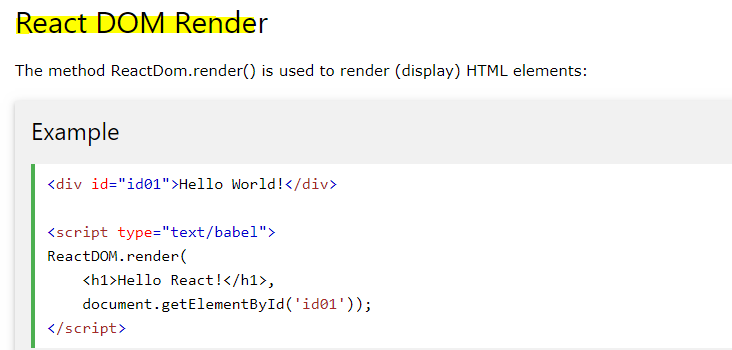 React DOM Render
The method ReactDom.render() is used to render (display) HTML elements:
Example
<div id="id01">Hello World!</div>
<script type="text/babel">
ReactDOM.render(
    <h1>Hello React!</h1>,
    document.getElementById('id01'));
</script>